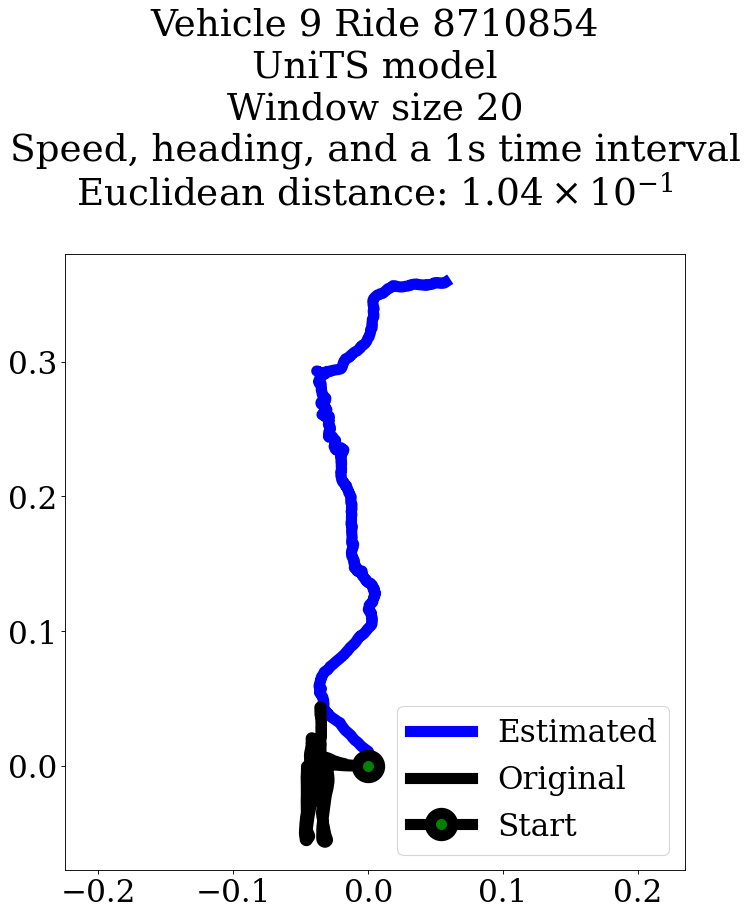 Vehicle 9 Ride 8710854
UniTS model
Window size 20
Speed, heading, and a 1s time interval
Euclidean distance: 1.04 × 10⁻¹
0.3
0.2
0.1
0.0
Estimated
Original
Start
−0.2 −0.1 0.0 0.1 0.2